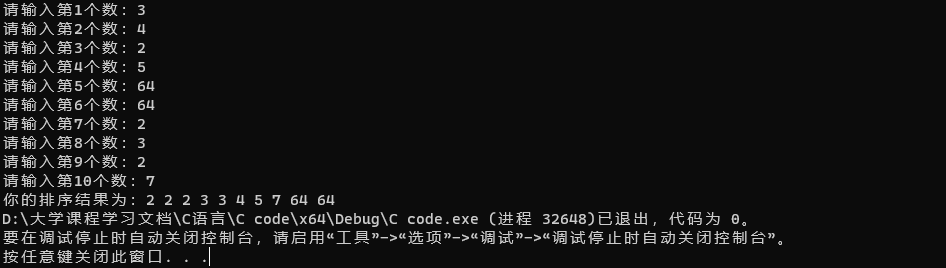 请输入第1个数: 3
请输入第2个数: 4
请输入第3个数: 2
请输入第4个数: 5
请输入第5个数: 64
请输入第6个数: 64
请输入第7个数: 2
请输入第8个数: 3
请输入第9个数: 2
请输入第10个数: 7
你的排序结果为: 2 2 2 3 3 4 5 7 64 64
D:\大学课程学习文档\C语言\C code\x64\Debug\C code.exe (进程 32648)已退出，代码为 0。
要在调试停止时自动关闭控制台，请启用“工具”->“选项”->“调试”->“调试停止时自动关闭控制台”。
按任意键关闭此窗口. . .